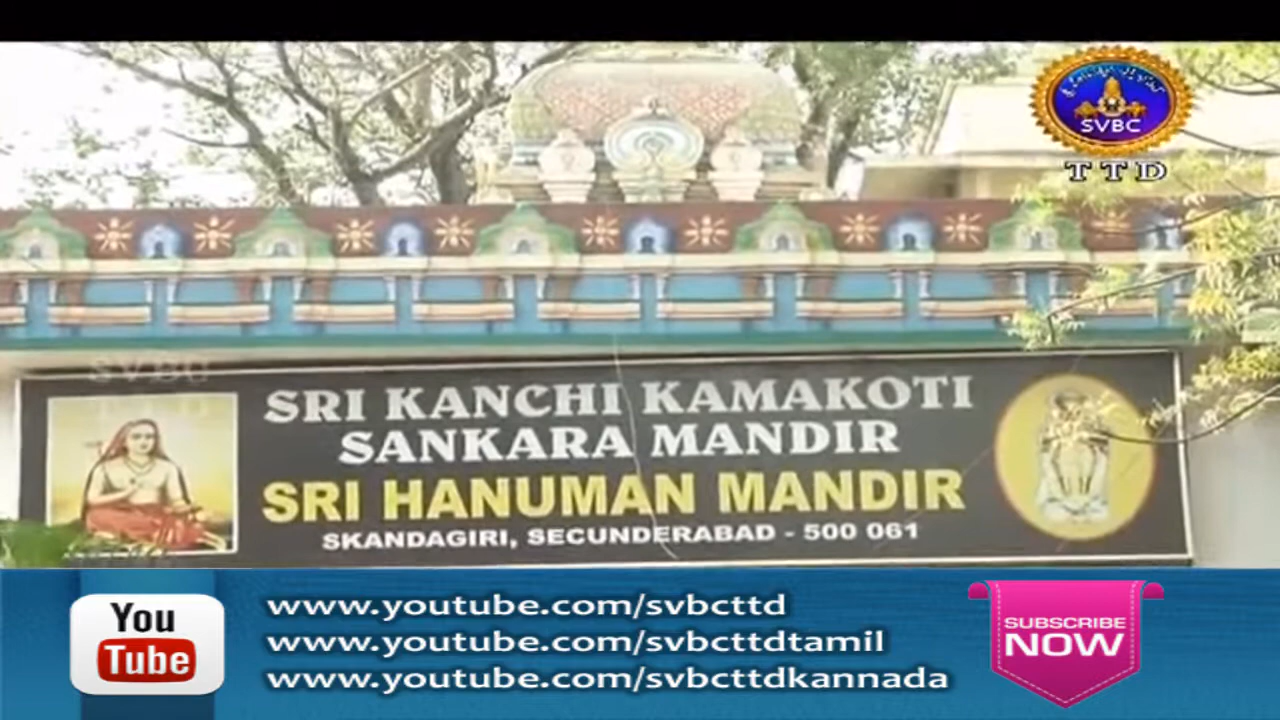 SVBC
TTD
SVBC
SRI KANCHI KAMAKOTI
SANKARA MANDIR
SRI HANUMAN MANDIR
SKANDAGIRI, SECUNDERABAD - 500 061
You
Tube
www.youtube.com/svbcttd
www.youtube.com/svbcttdtamil
www.youtube.com/svbcttdkannada
SUBSCRIBE
NOW